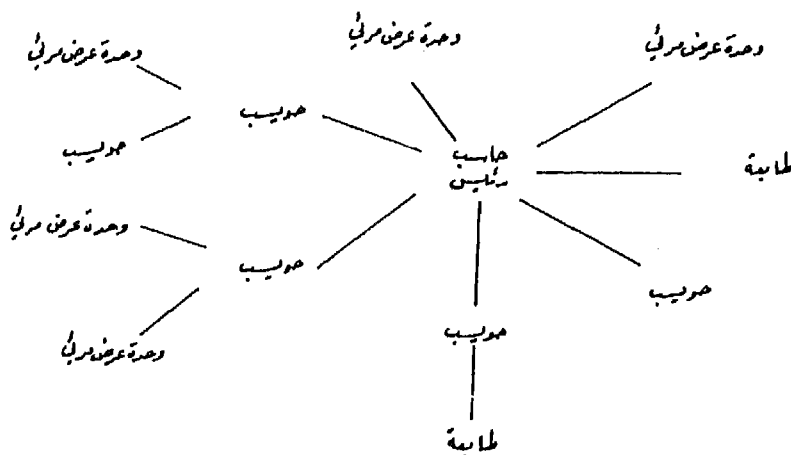 وحدة عرض مرئي
وحدة عرض مرئي
وحدة عرض مرئي
حويسب
حويسب
حاسب
رئيسى
طابعة
وحدة عرض مرئي
حويسب
حويسب
حويسب
وحدة عرض مرئي
طابعة